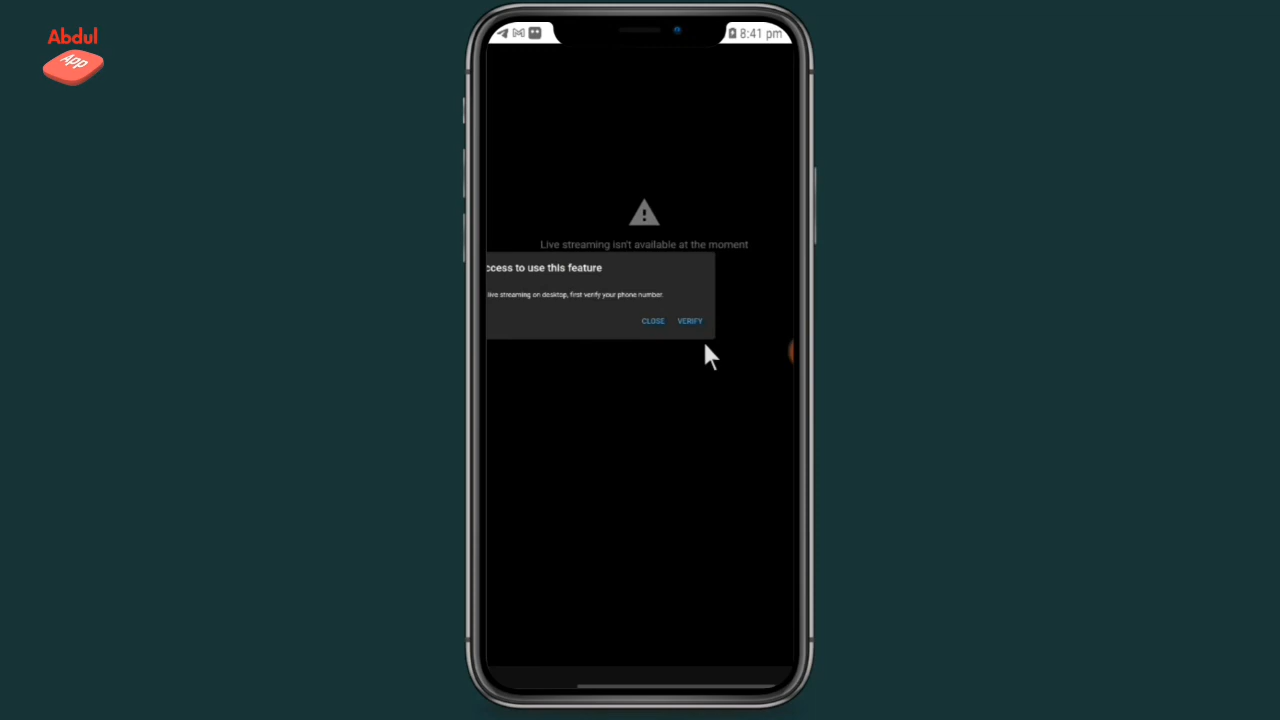 Abdul
App
8:41 pm
Live streaming isn't available at the moment
ccess to use this feature
live streaming on desktop, first verify your phone number.
CLOSE VERIFY